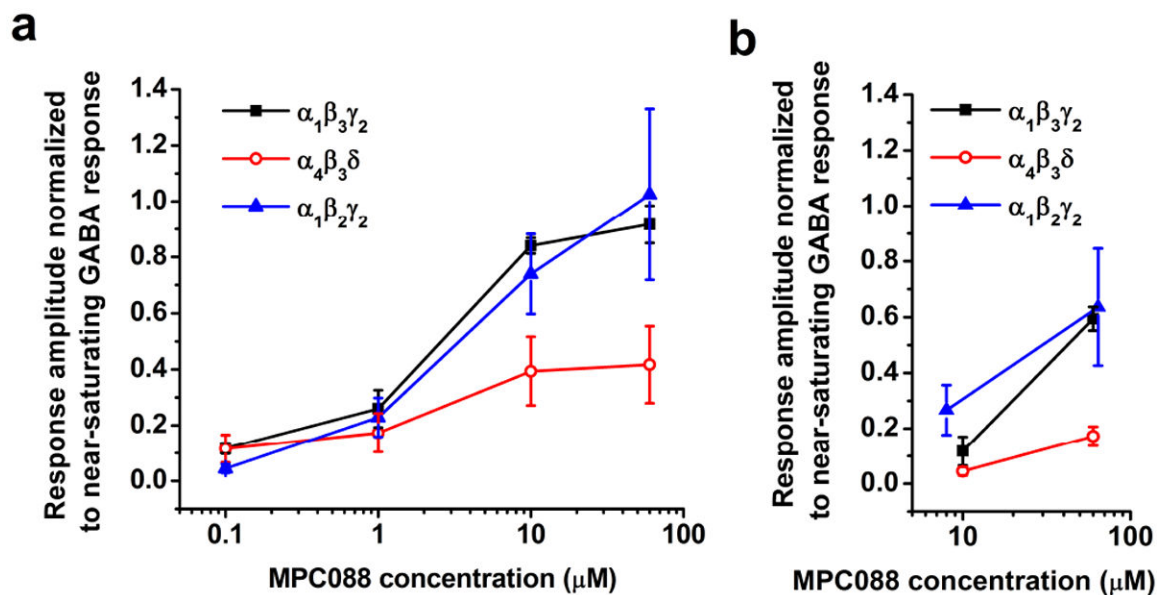 a
Response amplitude normalized
to near-saturating GABA response
1.4
1.2
1.0
0.8
0.6
0.4
0.2
0.0
α₁β₃γ₂
α₄β₃δ
α₁β₂γ₂
0.1
1
10
100
MPC088 concentration (μM)
b
Response amplitude normalized
to near-saturating GABA response
1.4
1.2
1.0
0.8
0.6
0.4
0.2
0.0
α₁β₃γ₂
α₄β₃δ
α₁β₂γ₂
10
100
MPC088 concentration (μM)